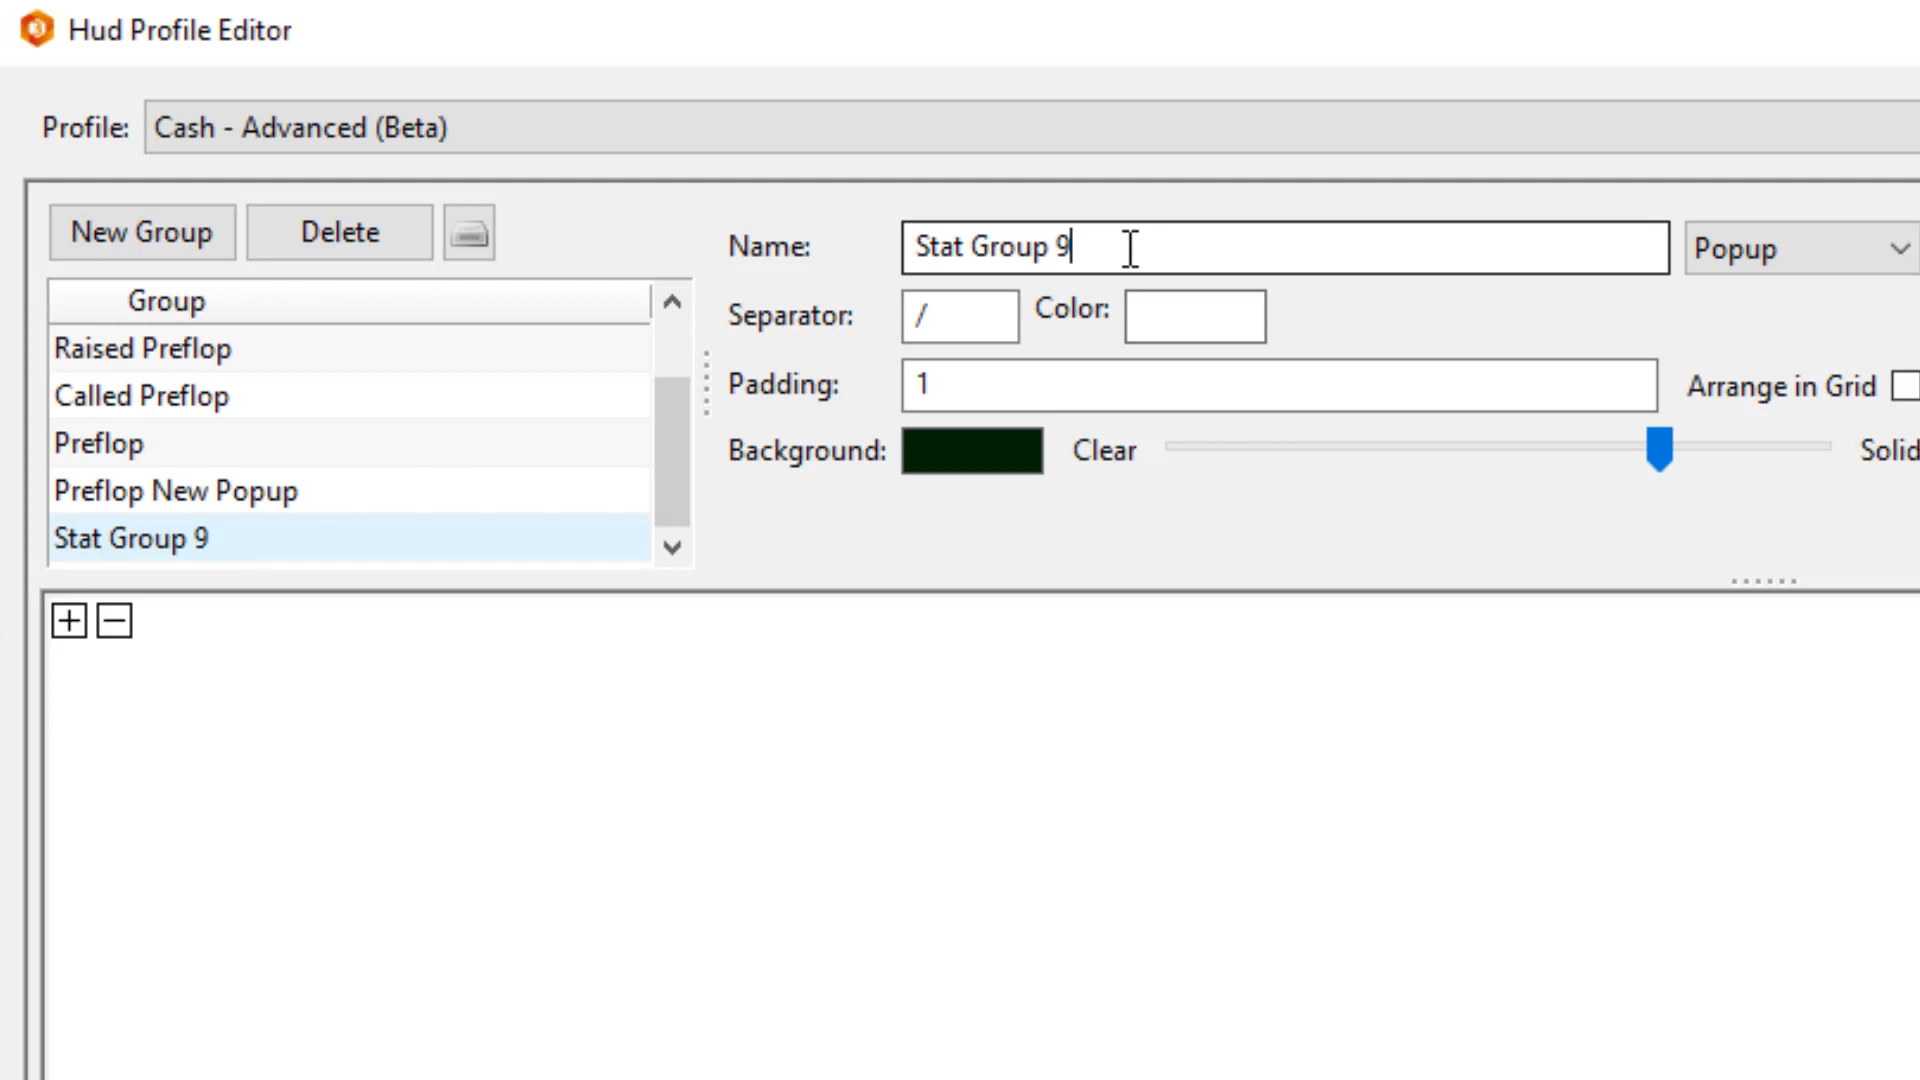 Hud Profile Editor
Profile: Cash - Advanced (Beta)
New Group Delete
Name: Stat Group 9 Popup
Group
Separator: / Color:
Raised Preflop
Called Preflop
Padding: 1 Arrange in Grid
Preflop
Background: Clear Solid
Preflop New Popup
Stat Group 9